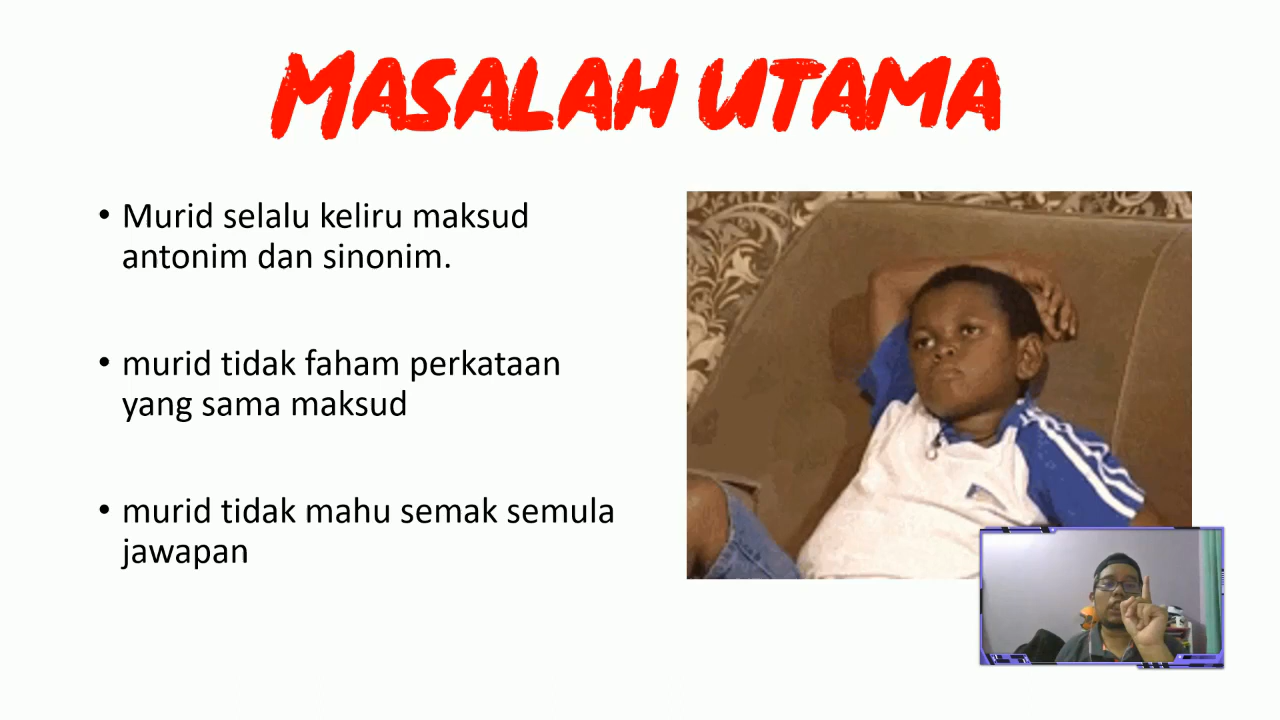 MASALAH UTAMA
• Murid selalu keliru maksud
antonim dan sinonim.
• murid tidak faham perkataan
yang sama maksud
• murid tidak mahu semak semula
jawapan